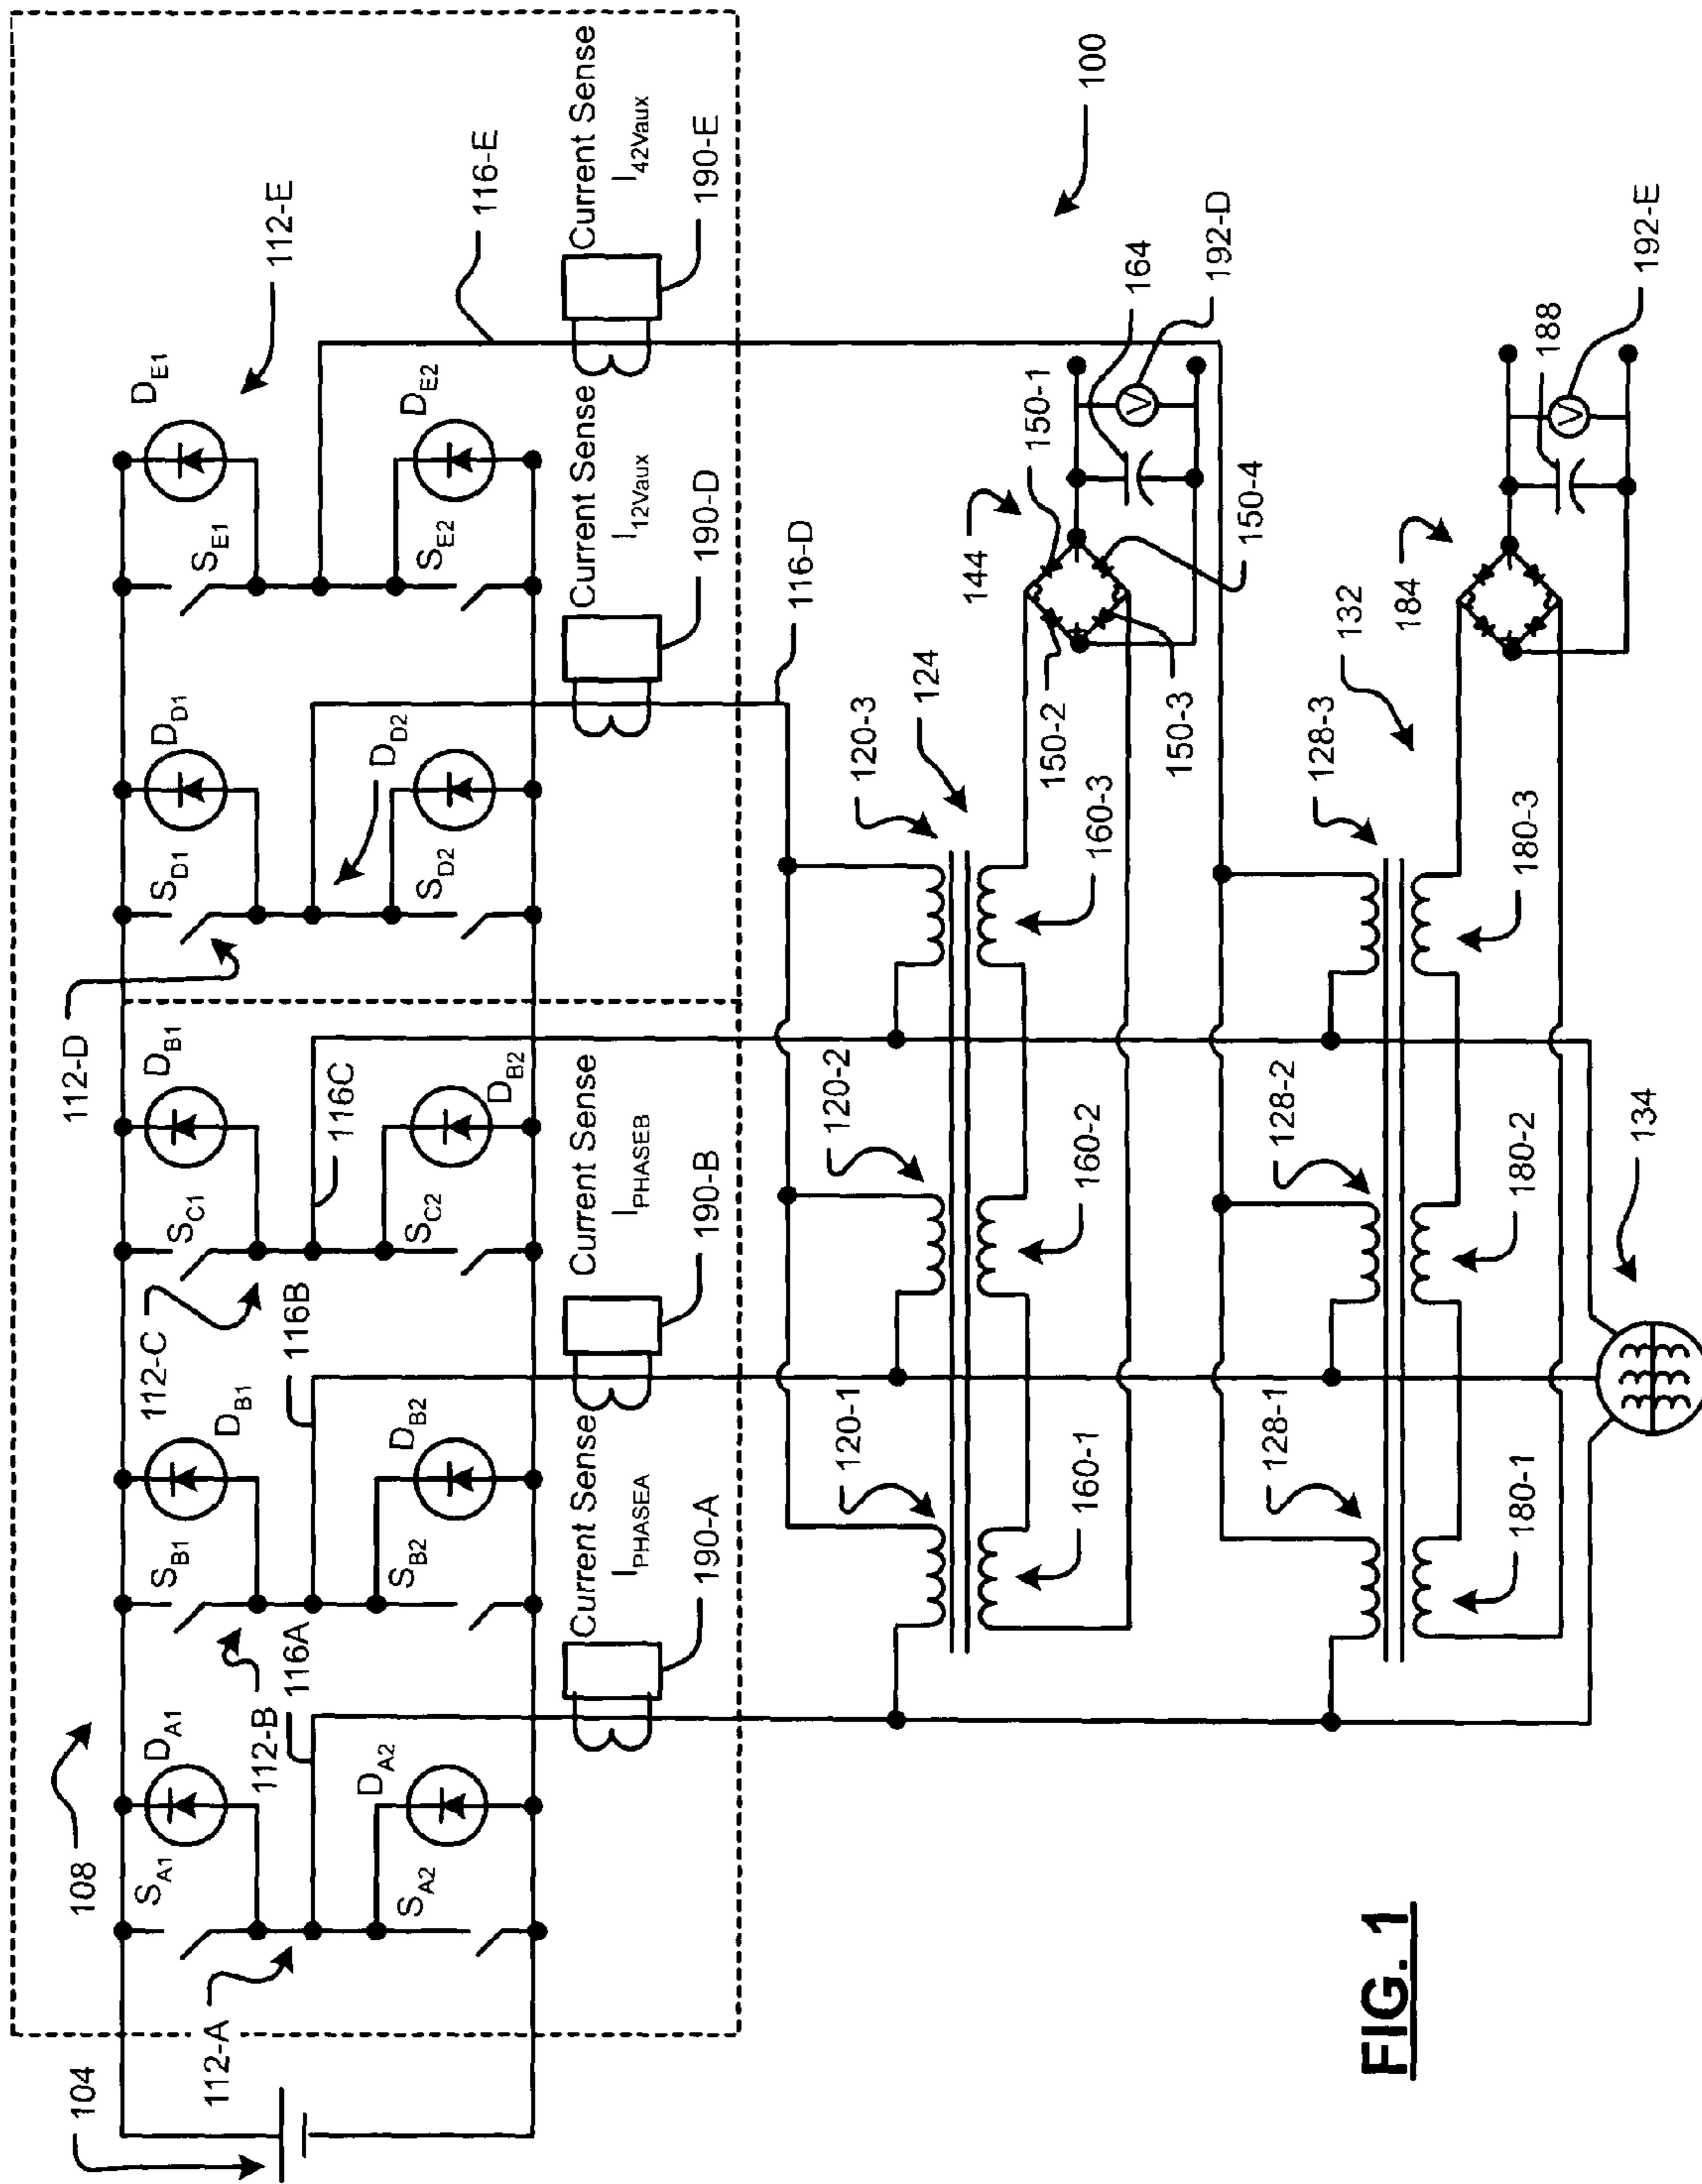 104
108
112-A
S_A1
D_A1
S_A2
D_A2
112-B
116A
S_B1
D_B1
S_B2
D_B2
112-C
116B
S_C1
D_B1
S_C2
D_B2
116C
112-D
S_D1
D_D1
S_D2
D_D2
S_E1
D_E1
S_E2
D_E2
112-E
116-E
Current Sense
I_PHASEA
190-A
Current Sense
I_PHASEB
190-B
Current Sense
I_12Vaux
190-D
Current Sense
I_42Vaux
190-E
116-D
100
120-1
120-2
120-3
124
160-1
160-2
160-3
144
150-1
150-2
150-3
150-4
164
V
192-D
128-1
128-2
128-3
132
180-1
180-2
180-3
184
188
V
192-E
134
FIG. 1